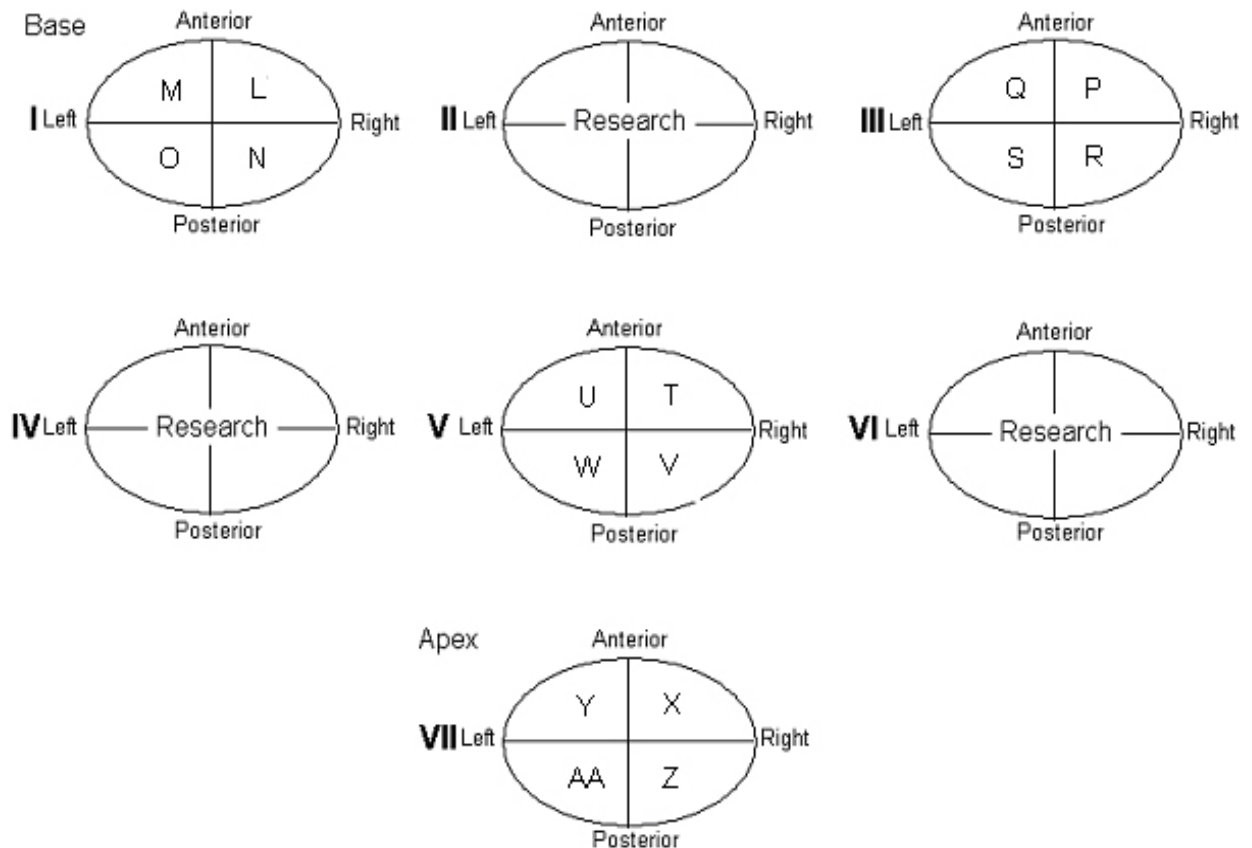 Base
Anterior
M L
I Left Right
O N
Posterior
Anterior
II Left Research Right
Posterior
Anterior
Q P
III Left Right
S R
Posterior
Anterior
IV Left Research Right
Posterior
Anterior
U T
V Left Right
W V
Posterior
Anterior
VI Left Research Right
Posterior
Apex
Anterior
Y X
VII Left Right
AA Z
Posterior